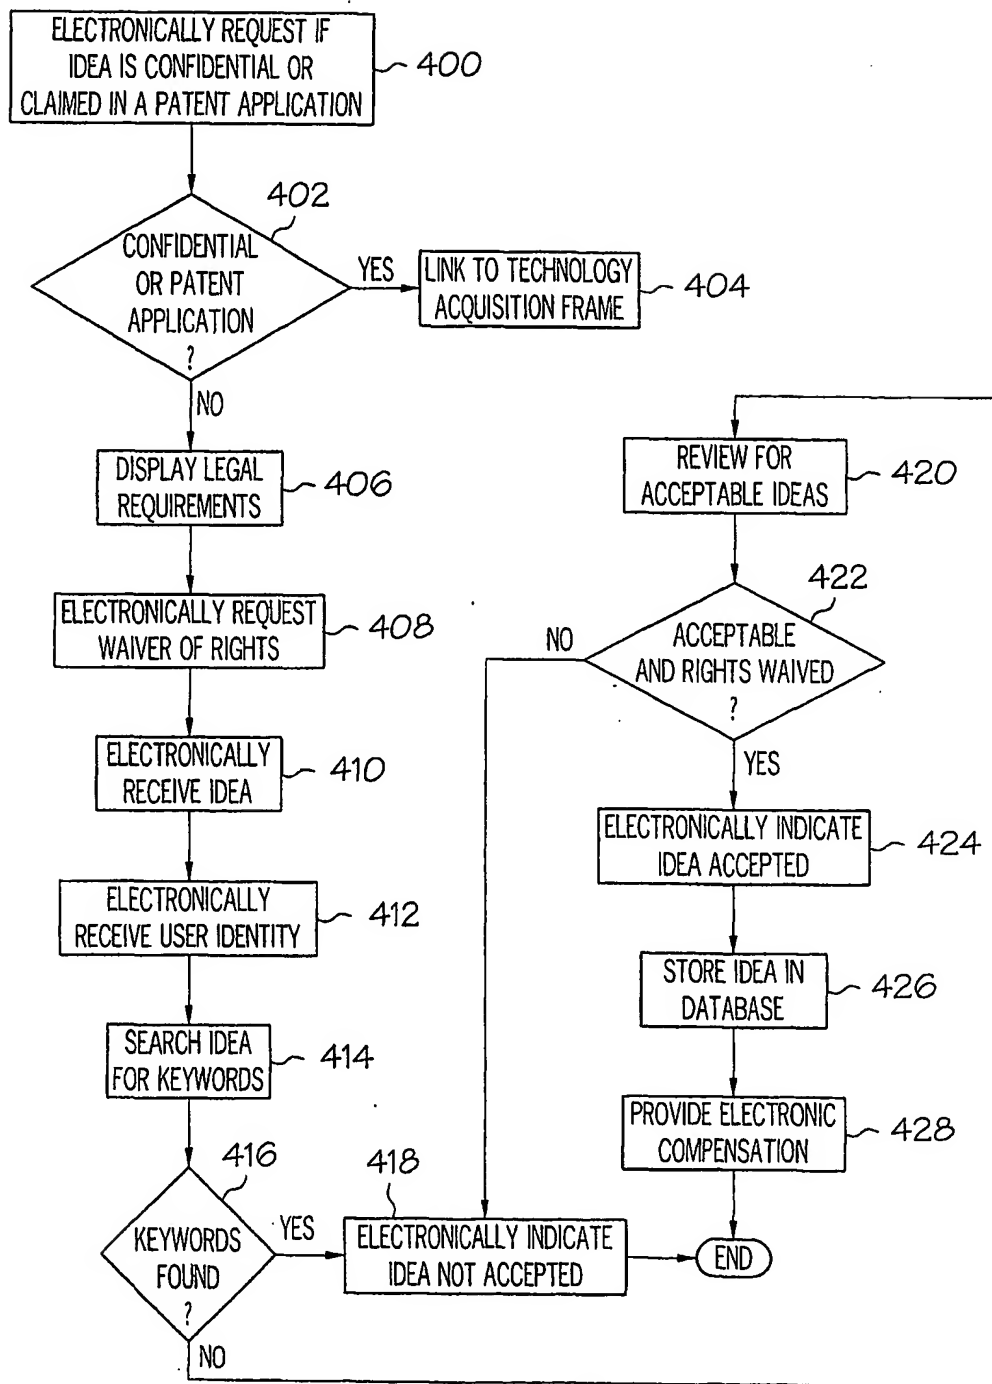 ELECTRONICALLY REQUEST IF
IDEA IS CONFIDENTIAL OR
CLAIMED IN A PATENT APPLICATION
400
402
CONFIDENTIAL
OR PATENT
APPLICATION
?
YES
LINK TO TECHNOLOGY
ACQUISITION FRAME
404
NO
DISPLAY LEGAL
REQUIREMENTS
406
ELECTRONICALLY REQUEST
WAIVER OF RIGHTS
408
ELECTRONICALLY
RECEIVE IDEA
410
ELECTRONICALLY
RECEIVE USER IDENTITY
412
SEARCH IDEA
FOR KEYWORDS
414
416
KEYWORDS
FOUND
?
YES
NO
418
ELECTRONICALLY INDICATE
IDEA NOT ACCEPTED
REVIEW FOR
ACCEPTABLE IDEAS
420
422
ACCEPTABLE
AND RIGHTS WAIVED
?
NO
YES
ELECTRONICALLY INDICATE
IDEA ACCEPTED
424
STORE IDEA IN
DATABASE
426
PROVIDE ELECTRONIC
COMPENSATION
428
END